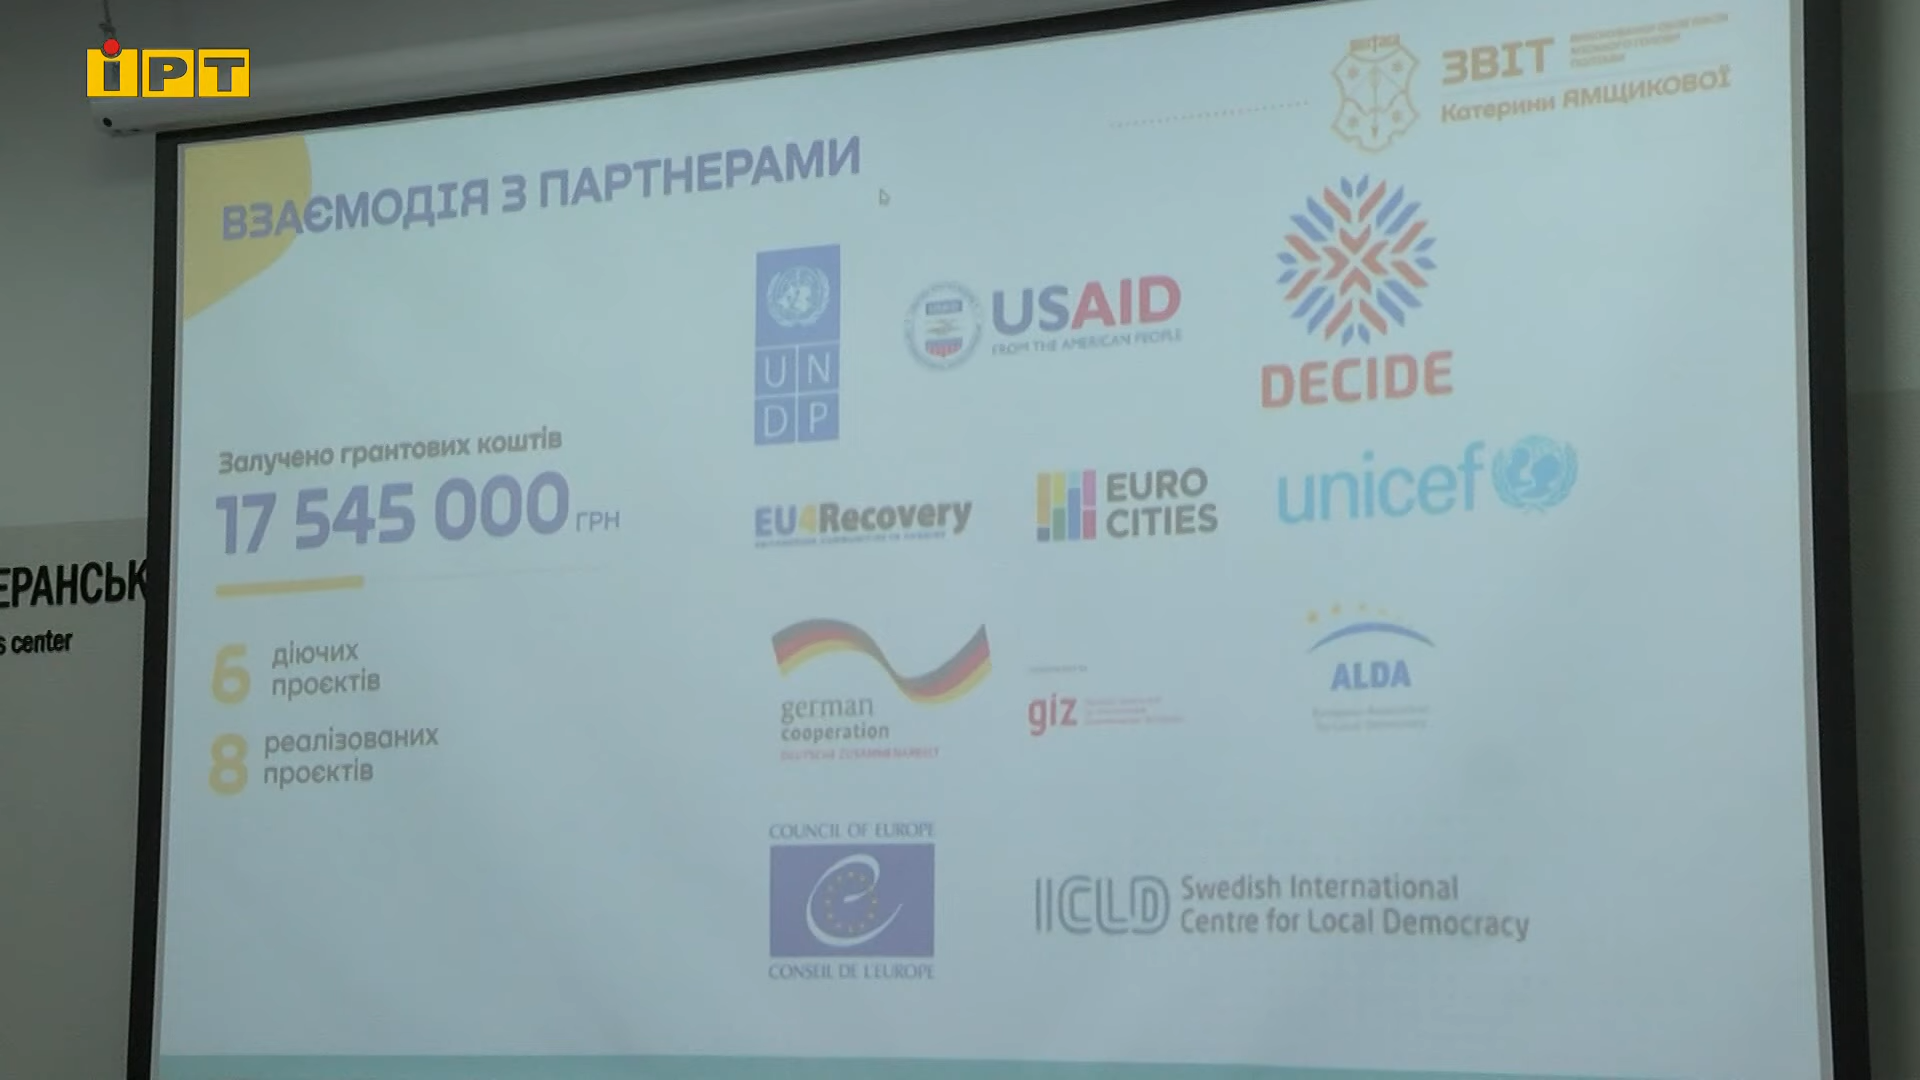 іРТ
ЗВІТ
Катерини ЯМЩИКОВОЇ
ВЗАЄМОДІЯ З ПАРТНЕРАМИ
UN
DP
USAID
FROM THE AMERICAN PEOPLE
DECIDE
Залучено грантових коштів
17 545 000 ГРН
EU4Recovery
EURO
CITIES
unicef
ЕРАНСЬК
s center
6 діючих
проєктів
8 реалізованих
проєктів
german
cooperation
DEUTSCHE ZUSAMMENARBEIT
giz
ALDA
COUNCIL OF EUROPE
CONSEIL DE L'EUROPE
ICLD
Swedish International
Centre for Local Democracy